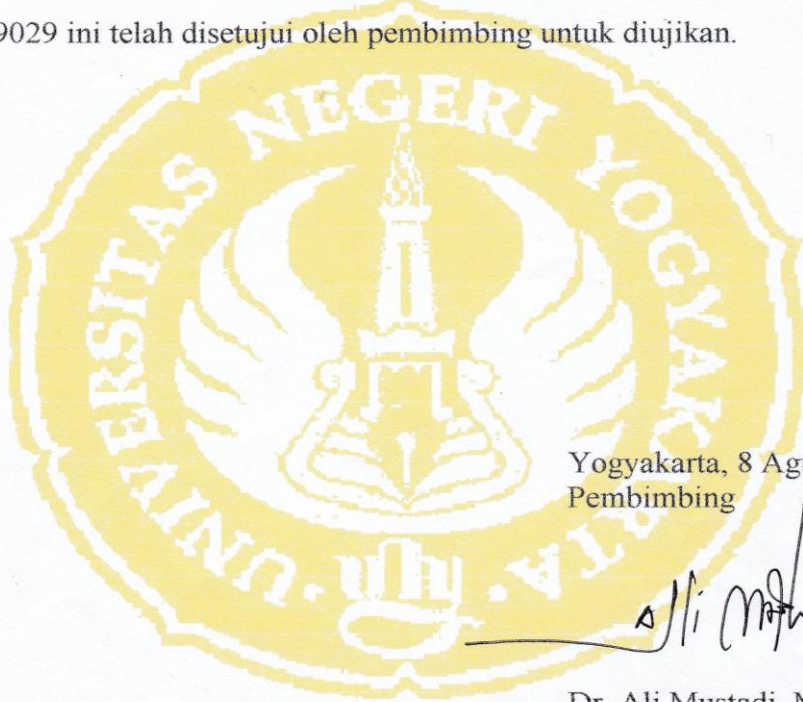 9029 ini telah disetujui oleh pembimbing untuk diujikan.
UNIVERSITAS NEGERI YOGYAKARTA
uny
Yogyakarta, 8 Ag
Pembimbing
Dr. Ali Mustadi, M